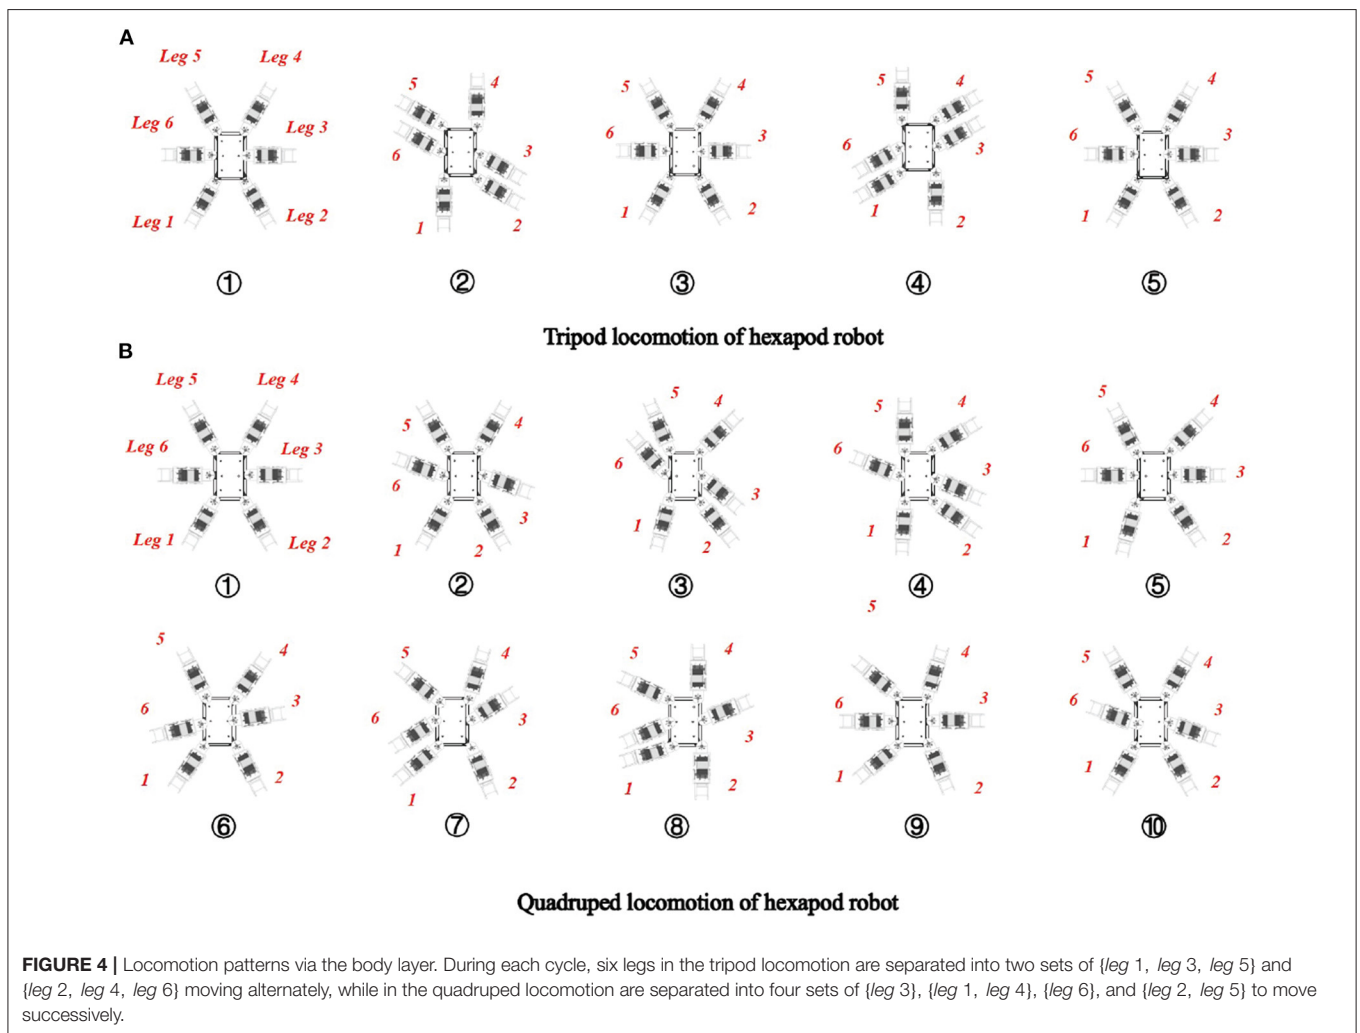 A
Leg 5 Leg 4
Leg 6 Leg 3
Leg 1 Leg 2
5 4
6 3
1 2
5 4
6 3
1 2
5 4
6 3
1 2
5 4
6 3
1 2
① ② ③ ④ ⑤
Tripod locomotion of hexapod robot
B
Leg 5 Leg 4
Leg 6 Leg 3
Leg 1 Leg 2
5 4
6 3
1 2
5 4
6 3
1 2
5 4
6 3
1 2
5 4
6 3
1 2
① ② ③ ④ ⑤
5 4
6 3
1 2
5 4
6 3
1 2
5 4
6 3
1 2
5 4
6 3
1 2
5 4
6 3
1 2
⑥ ⑦ ⑧ ⑨ ⑩
Quadruped locomotion of hexapod robot
FIGURE 4 | Locomotion patterns via the body layer. During each cycle, six legs in the tripod locomotion are separated into two sets of {leg 1, leg 3, leg 5} and
{leg 2, leg 4, leg 6} moving alternately, while in the quadruped locomotion are separated into four sets of {leg 3}, {leg 1, leg 4}, {leg 6}, and {leg 2, leg 5} to move
successively.